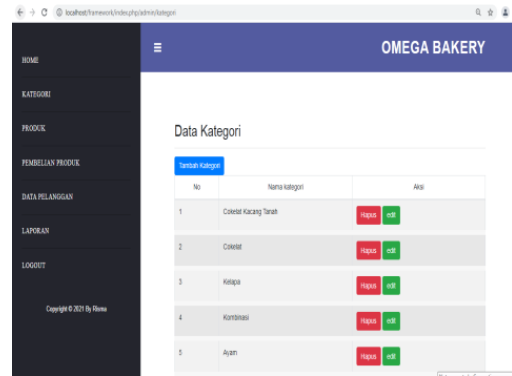 localhost/framework/index.php/admin/kategori
OMEGA BAKERY
HOME
KATEGORI
PRODUK
PEMBELIAN PRODUK
DATA PELANGGAN
LAPORAN
LOGOUT
Copyright © 2021 By Risma
Data Kategori
Tambah Kategori
No Nama kategori Aksi
1 Cokelat Kacang Tanah Hapus edit
2 Cokelat Hapus edit
3 Kelapa Hapus edit
4 Kombinasi Hapus edit
5 Ayam Hapus edit